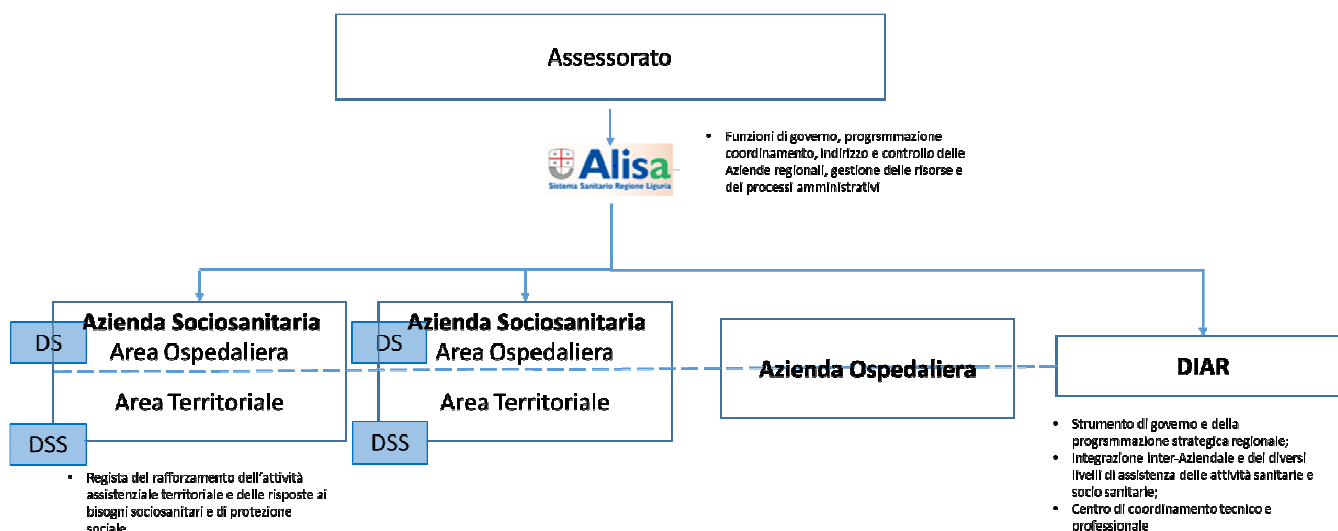 Assessorato
Alisa
Sistema Sanitario Regione Liguria
• Funzioni di governo, progrsmmazione
coordinamento, indirizzo e controllo delle
Aziende regionali, gestione delle risorse e
dei processi amministrativi
Azienda Sociosanitaria
DS
Area Ospedaliera
Area Territoriale
DSS
Azienda Sociosanitaria
DS
Area Ospedaliera
Area Territoriale
DSS
Azienda Ospedaliera
DIAR
• Regista del rafforzamento dell'attività
assistenziale territoriale e delle risposte ai
bisogni sociosanitari e di protezione
sociale
• Strumento di governo e della
progrsmmazione strategica regionale;
• Integrazione Inter-Aziendale e dei diversi
livelli di assistenza delle attività sanitarie e
socio sanitarie;
• Centro di coordinamento tecnico e
professionale